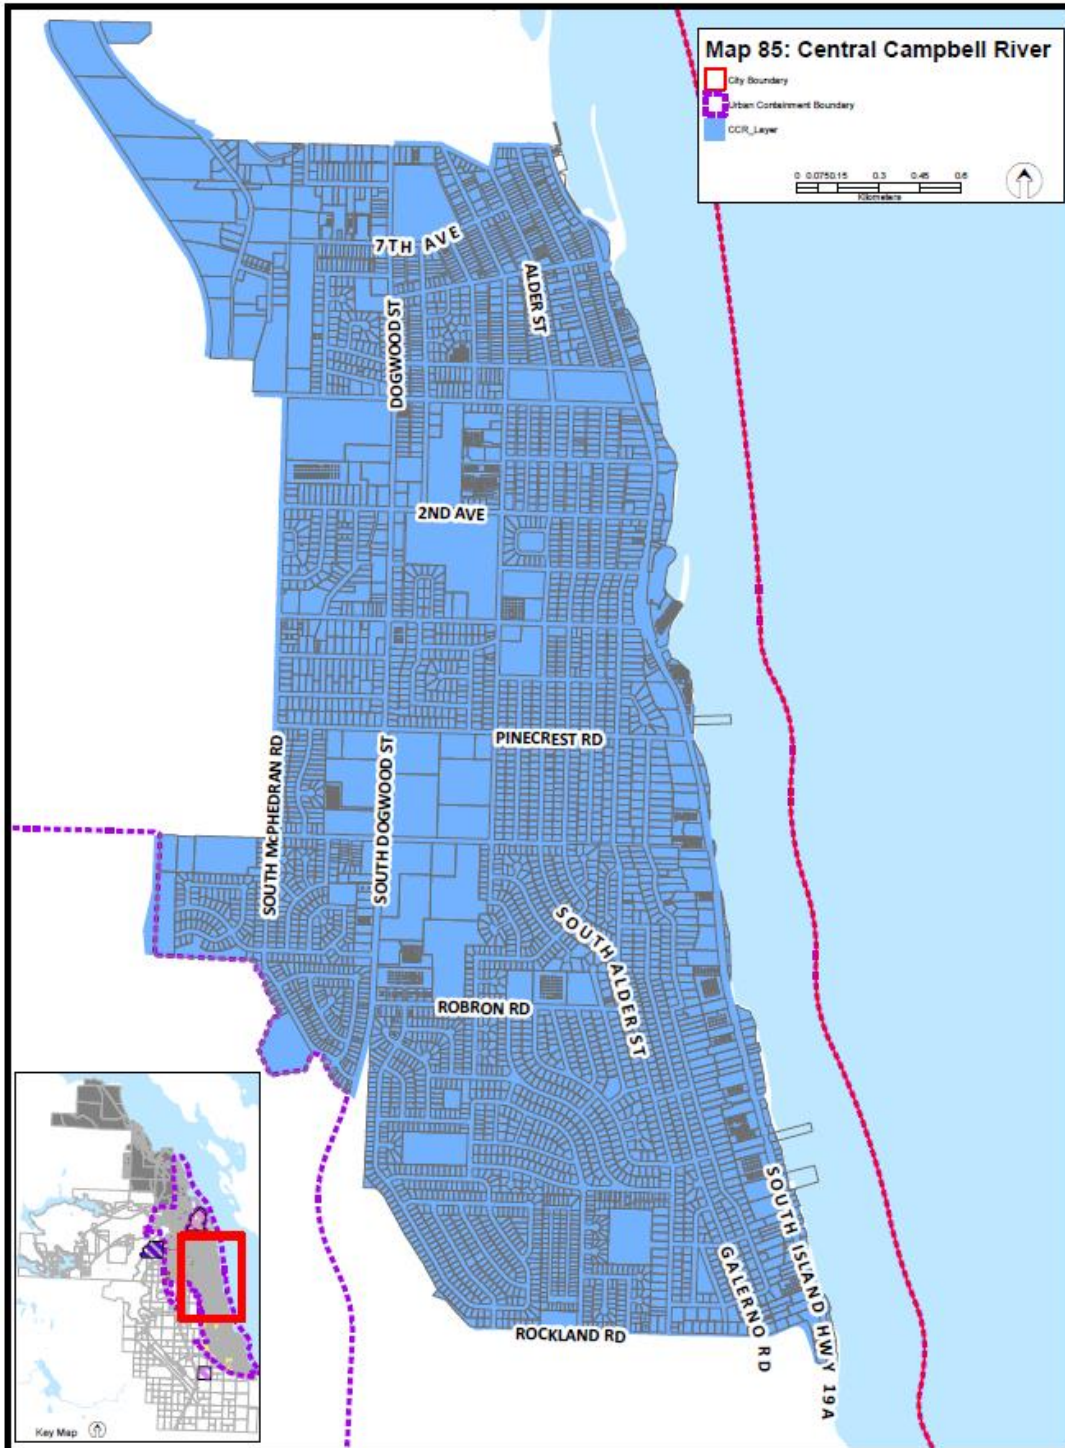 Map 85: Central Campbell River
City Boundary
Urban Containment Boundary
CCR_Layer
0 0.075 0.15 0.3 0.45 0.6
Kilometers
7TH AVE
ALDER ST
DOGWOOD ST
2ND AVE
PINECREST RD
SOUTH McPHEDRAN RD
SOUTH DOGWOOD ST
SOUTH ALDER ST
ROBRON RD
SOUTH ISLAND HWY 19A
GALERNO RD
ROCKLAND RD
Key Map